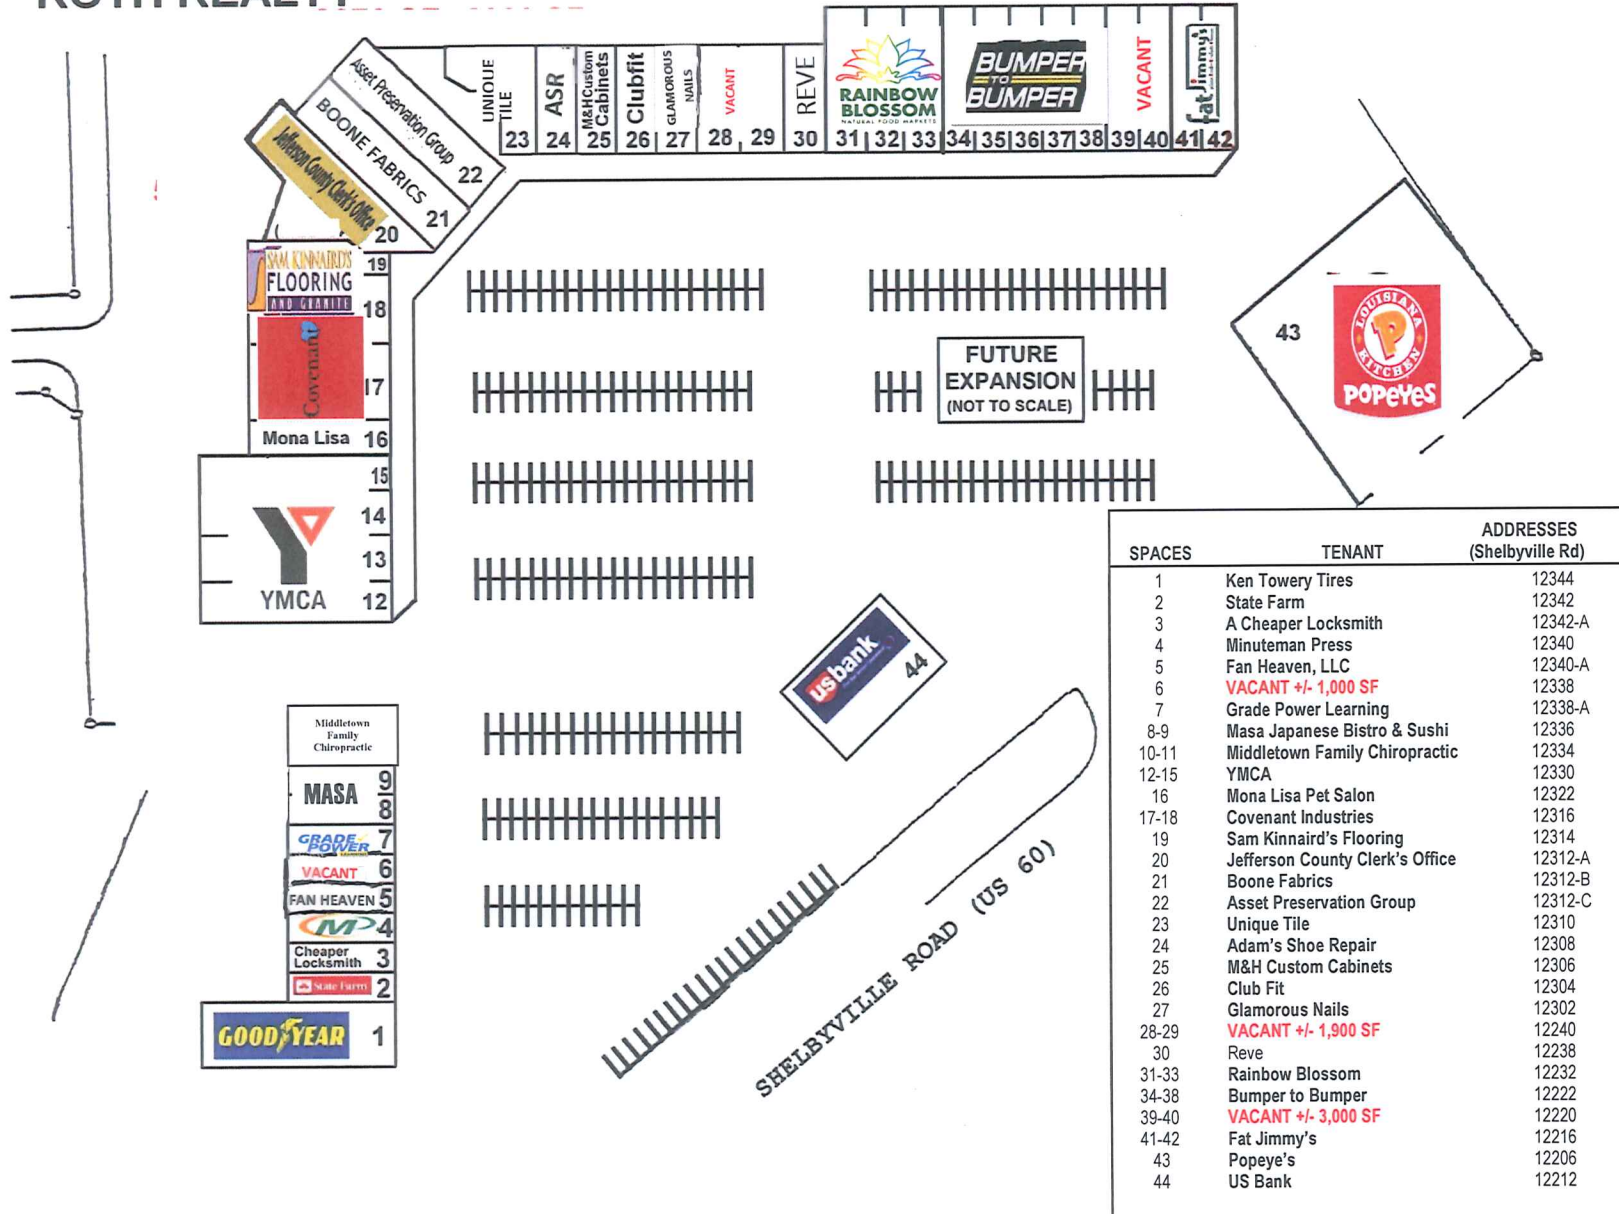 UNIQUE
TILE
23
ASR
24
M&HCustom
Cabinets
25
Clubfit
26
GLAMOROUS
NAILS
27
VACANT
28 29
REVE
30
RAINBOW
BLOSSOM
NATURAL FOOD MARKETS
31 32 33
BUMPER
TO
BUMPER
34 35 36 37 38
VACANT
39 40
fat Jimmy's
41 42
Asset Preservation Group
22
BOONE FABRICS
21
Jefferson County Clerk's Office
20
SAM KINNAIRD'S
FLOORING
AND GRANITE
19
18
Covenant
17
Mona Lisa 16
15
14
13
YMCA 12
FUTURE
EXPANSION
(NOT TO SCALE)
43
LOUISIANA
KITCHEN
POPEYES
usbank
44
SHELBYVILLE ROAD (US 60)
Middletown
Family
Chiropractic
MASA
9
8
GRADE
POWER
7
VACANT 6
FAN HEAVEN 5
4
Cheaper
Locksmith 3
State Farm 2
GOODYEAR 1
SPACES TENANT ADDRESSES
(Shelbyville Rd)
1 Ken Towery Tires 12344
2 State Farm 12342
3 A Cheaper Locksmith 12342-A
4 Minuteman Press 12340
5 Fan Heaven, LLC 12340-A
6 VACANT +/- 1,000 SF 12338
7 Grade Power Learning 12338-A
8-9 Masa Japanese Bistro & Sushi 12336
10-11 Middletown Family Chiropractic 12334
12-15 YMCA 12330
16 Mona Lisa Pet Salon 12322
17-18 Covenant Industries 12316
19 Sam Kinnaird's Flooring 12314
20 Jefferson County Clerk's Office 12312-A
21 Boone Fabrics 12312-B
22 Asset Preservation Group 12312-C
23 Unique Tile 12310
24 Adam's Shoe Repair 12308
25 M&H Custom Cabinets 12306
26 Club Fit 12304
27 Glamorous Nails 12302
28-29 VACANT +/- 1,900 SF 12240
30 Reve 12238
31-33 Rainbow Blossom 12232
34-38 Bumper to Bumper 12222
39-40 VACANT +/- 3,000 SF 12220
41-42 Fat Jimmy's 12216
43 Popeye's 12206
44 US Bank 12212